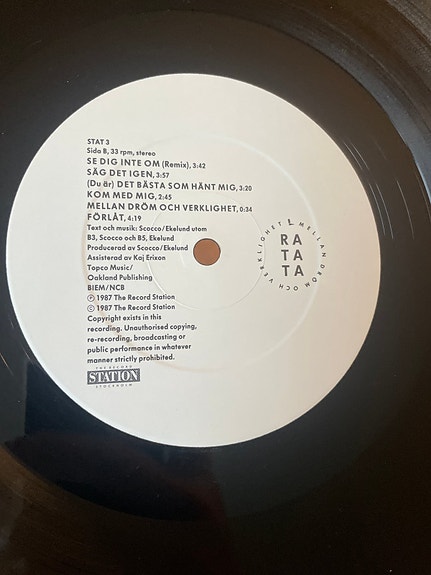 STAT 3
Sida B, 33 rpm, stereo
SE DIG INTE OM (Remix), 3:42
SÄG DET IGEN, 3:57
(Du är) DET BÄSTA SOM HÄNT MIG, 3:20
KOM MED MIG, 2:45
MELLAN DRÖM OCH VERKLIGHET, 0:34
FÖRLÅT, 4:19
Text och musik: Scocco/Ekelund utom
B3, Scocco och B5, Ekelund
Producerad av Scocco/Ekelund
Assisterad av Kaj Erixon
Topco Music/
Oakland Publishing
BIEM/NCB
Ⓟ 1987 The Record Station
© 1987 The Record Station
Copyright exists in this
recording. Unauthorised copying,
re-recording, broadcasting or
public performance in whatever
manner strictly prohibited.
THE RECORD
STATION
STOCKHOLM
MELLAN DRÖM OCH VERKLIGHET
RA
TA
TA